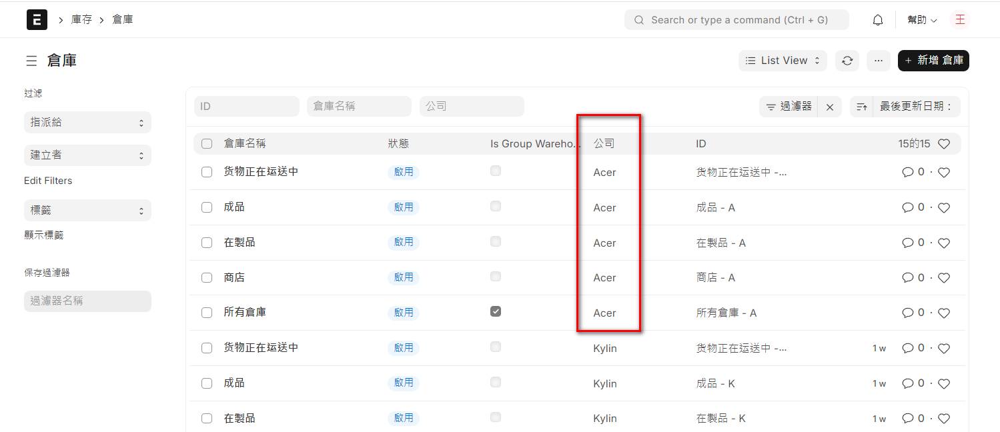 E 庫存 倉庫 Search or type a command (Ctrl + G) 幫助 王
倉庫 List View ... + 新增 倉庫
过滤
指派給
建立者
Edit Filters
標籤
顯示標籤
保存過濾器
過濾器名稱
ID 倉庫名稱 公司 過濾器 最後更新日期：
倉庫名稱 狀態 Is Group Wareho... 公司 ID 15的15
货物正在运送中 啟用 Acer 货物正在运送中 -... 0 ·
成品 啟用 Acer 成品 - A 0 ·
在製品 啟用 Acer 在製品 - A 0 ·
商店 啟用 Acer 商店 - A 0 ·
所有倉庫 啟用 Acer 所有倉庫 - A 0 ·
货物正在运送中 啟用 Kylin 货物正在运送中 -... 1 w 0 ·
成品 啟用 Kylin 成品 - K 1 w 0 ·
在製品 啟用 Kylin 在製品 - K 1 w 0 ·